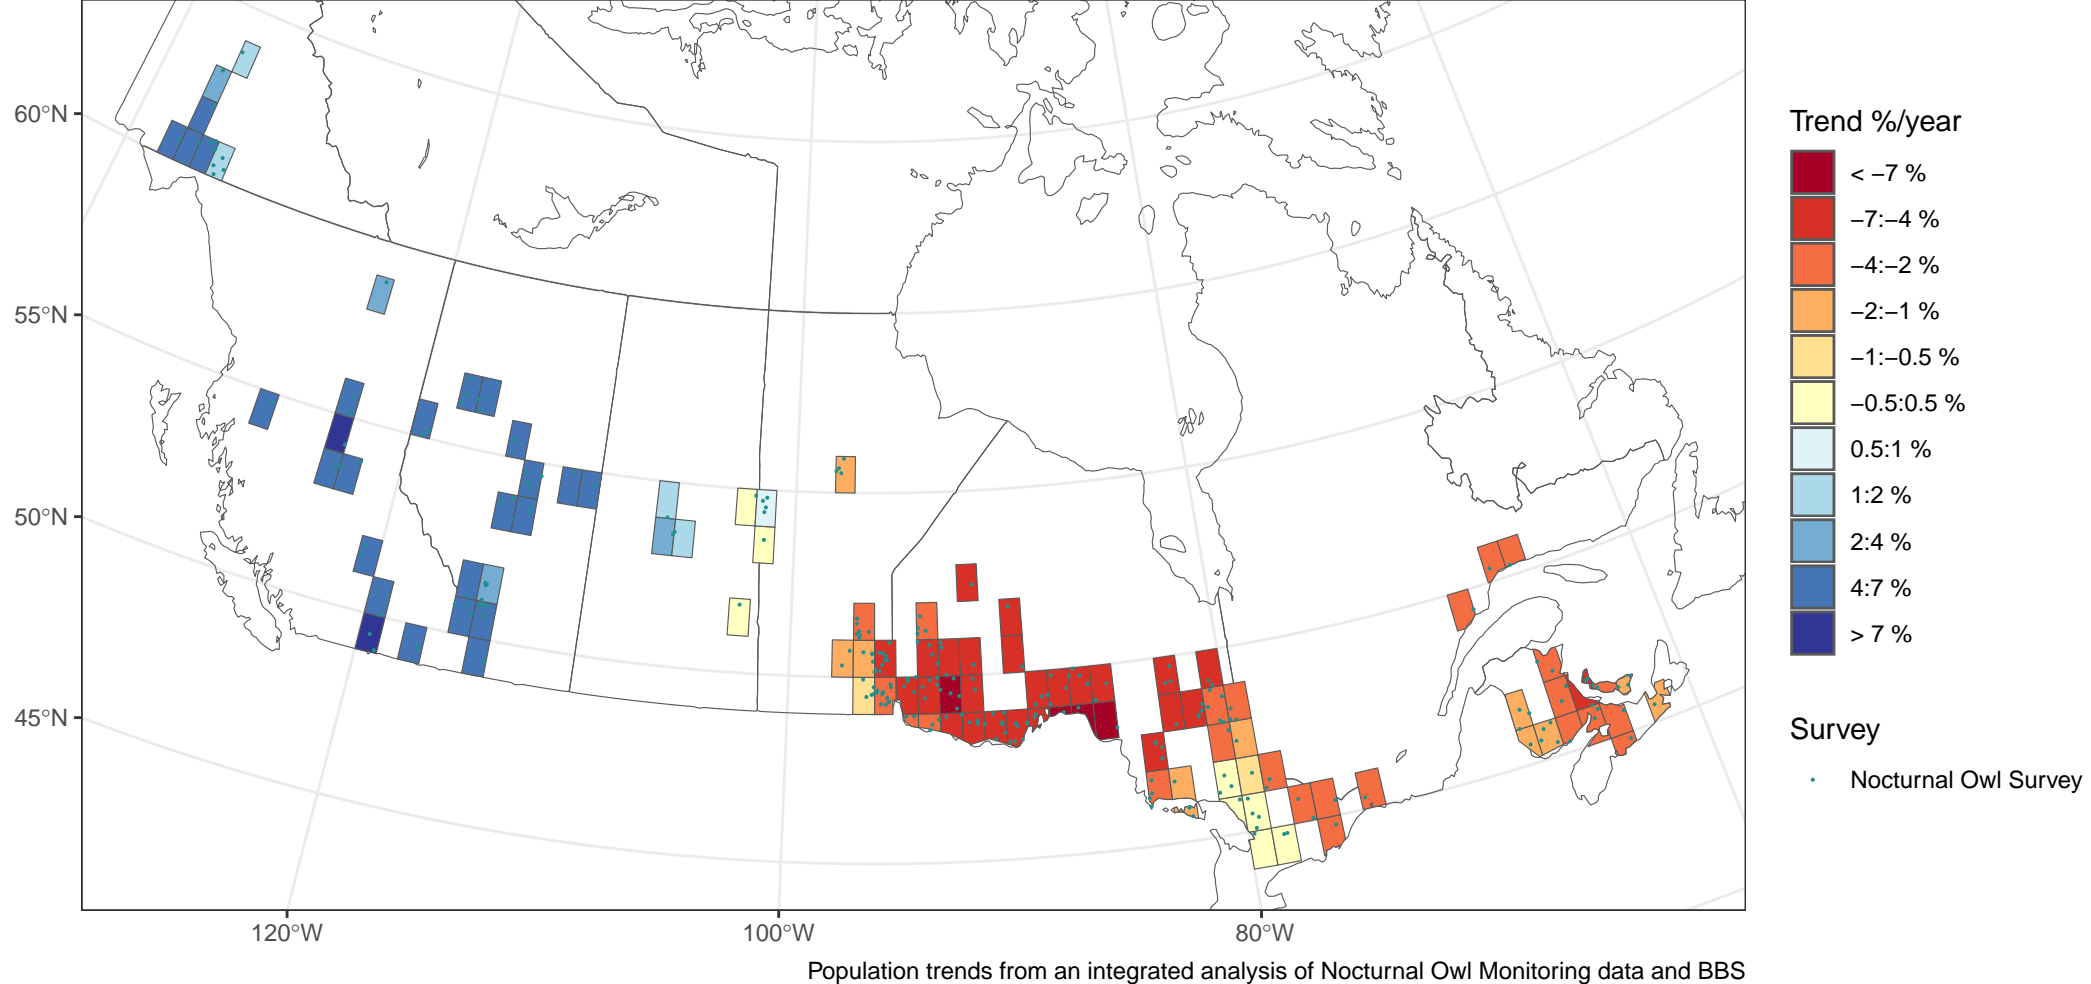 60°N
55°N
50°N
45°N
120°W
100°W
80°W
Trend %/year
< −7 %
−7:−4 %
−4:−2 %
−2:−1 %
−1:−0.5 %
−0.5:0.5 %
0.5:1 %
1:2 %
2:4 %
4:7 %
> 7 %
Survey
Nocturnal Owl Survey
Population trends from an integrated analysis of Nocturnal Owl Monitoring data and BBS